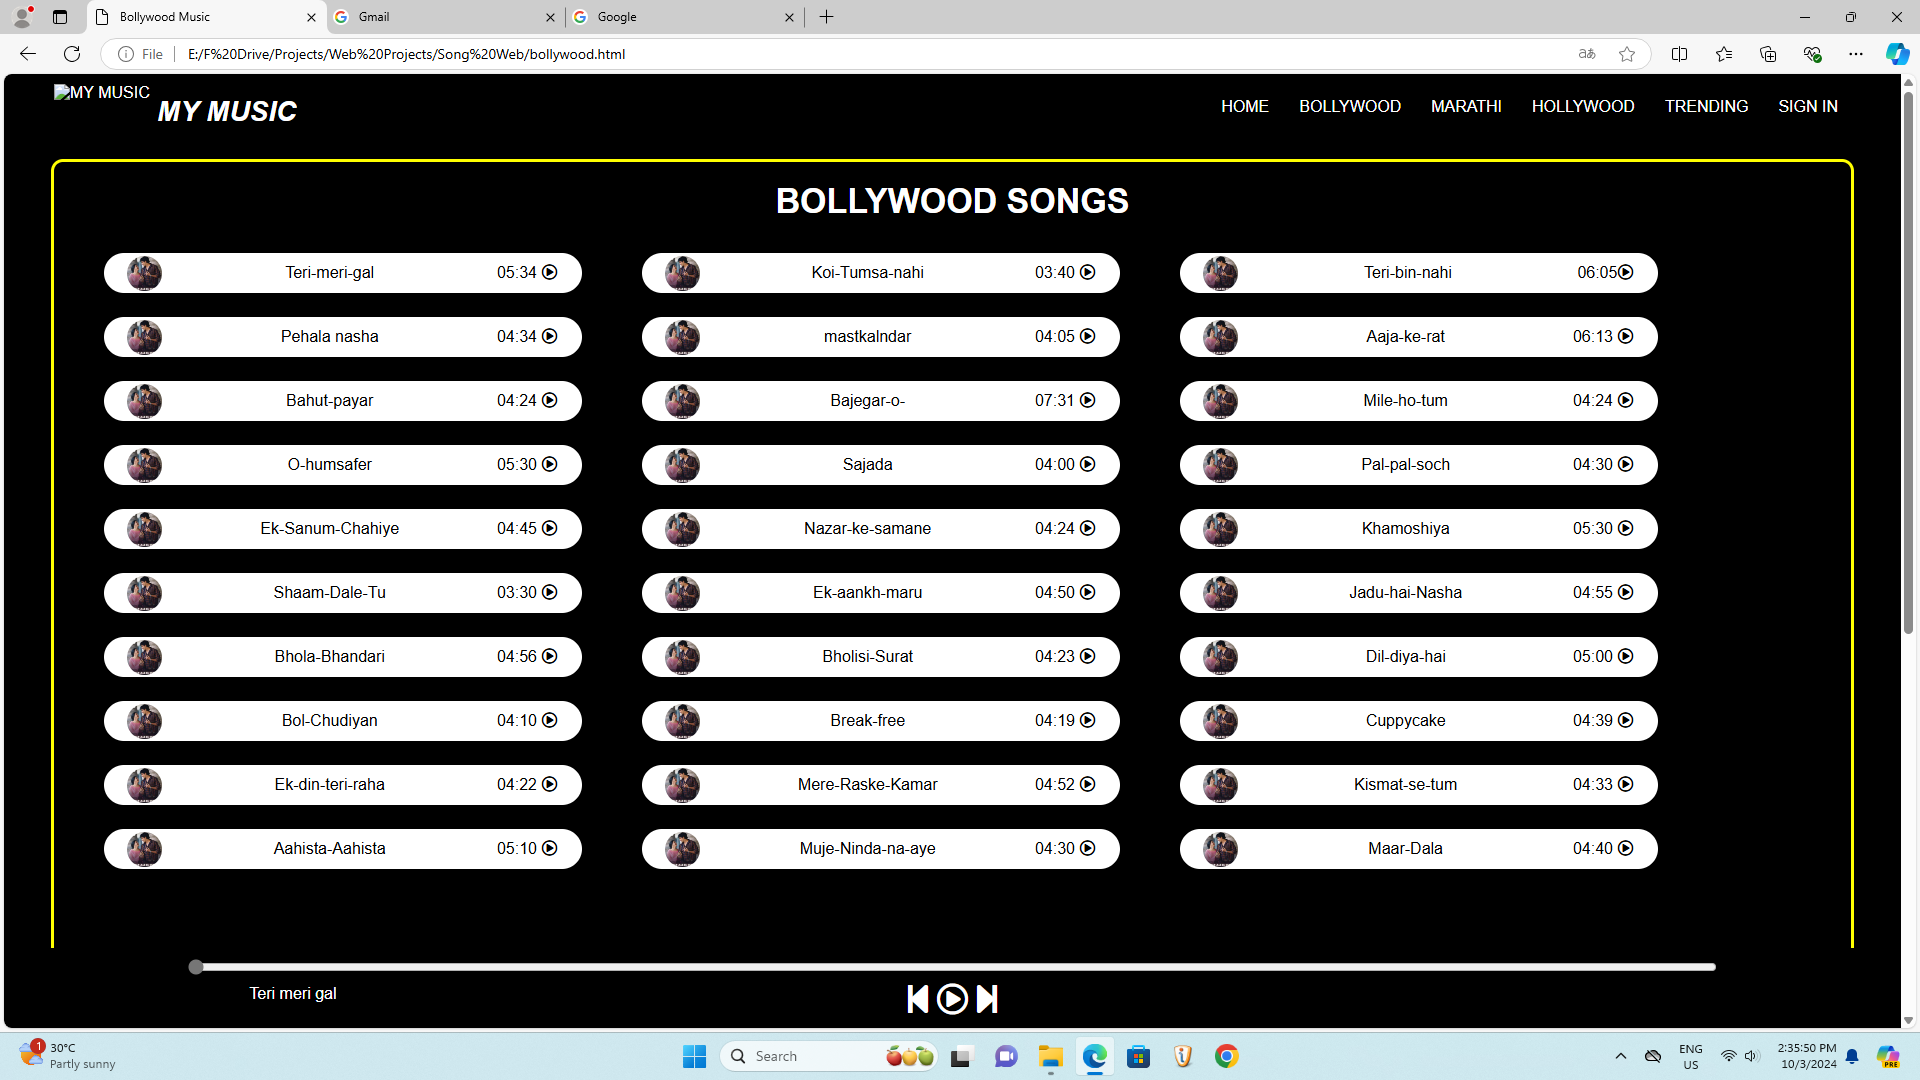 Bollywood Music
Gmail
Google
File
E:/F%20Drive/Projects/Web%20Projects/Song%20Web/bollywood.html
aあ
MY MUSIC
MY MUSIC
HOME BOLLYWOOD MARATHI HOLLYWOOD TRENDING SIGN IN
BOLLYWOOD SONGS
Teri-meri-gal 05:34
Koi-Tumsa-nahi 03:40
Teri-bin-nahi 06:05
Pehala nasha 04:34
mastkalndar 04:05
Aaja-ke-rat 06:13
Bahut-payar 04:24
Bajegar-o- 07:31
Mile-ho-tum 04:24
O-humsafer 05:30
Sajada 04:00
Pal-pal-soch 04:30
Ek-Sanum-Chahiye 04:45
Nazar-ke-samane 04:24
Khamoshiya 05:30
Shaam-Dale-Tu 03:30
Ek-aankh-maru 04:50
Jadu-hai-Nasha 04:55
Bhola-Bhandari 04:56
Bholisi-Surat 04:23
Dil-diya-hai 05:00
Bol-Chudiyan 04:10
Break-free 04:19
Cuppycake 04:39
Ek-din-teri-raha 04:22
Mere-Raske-Kamar 04:52
Kismat-se-tum 04:33
Aahista-Aahista 05:10
Muje-Ninda-na-aye 04:30
Maar-Dala 04:40
Teri meri gal
1
30°C
Partly sunny
Search
ENG
US
2:35:50 PM
10/3/2024
PRE